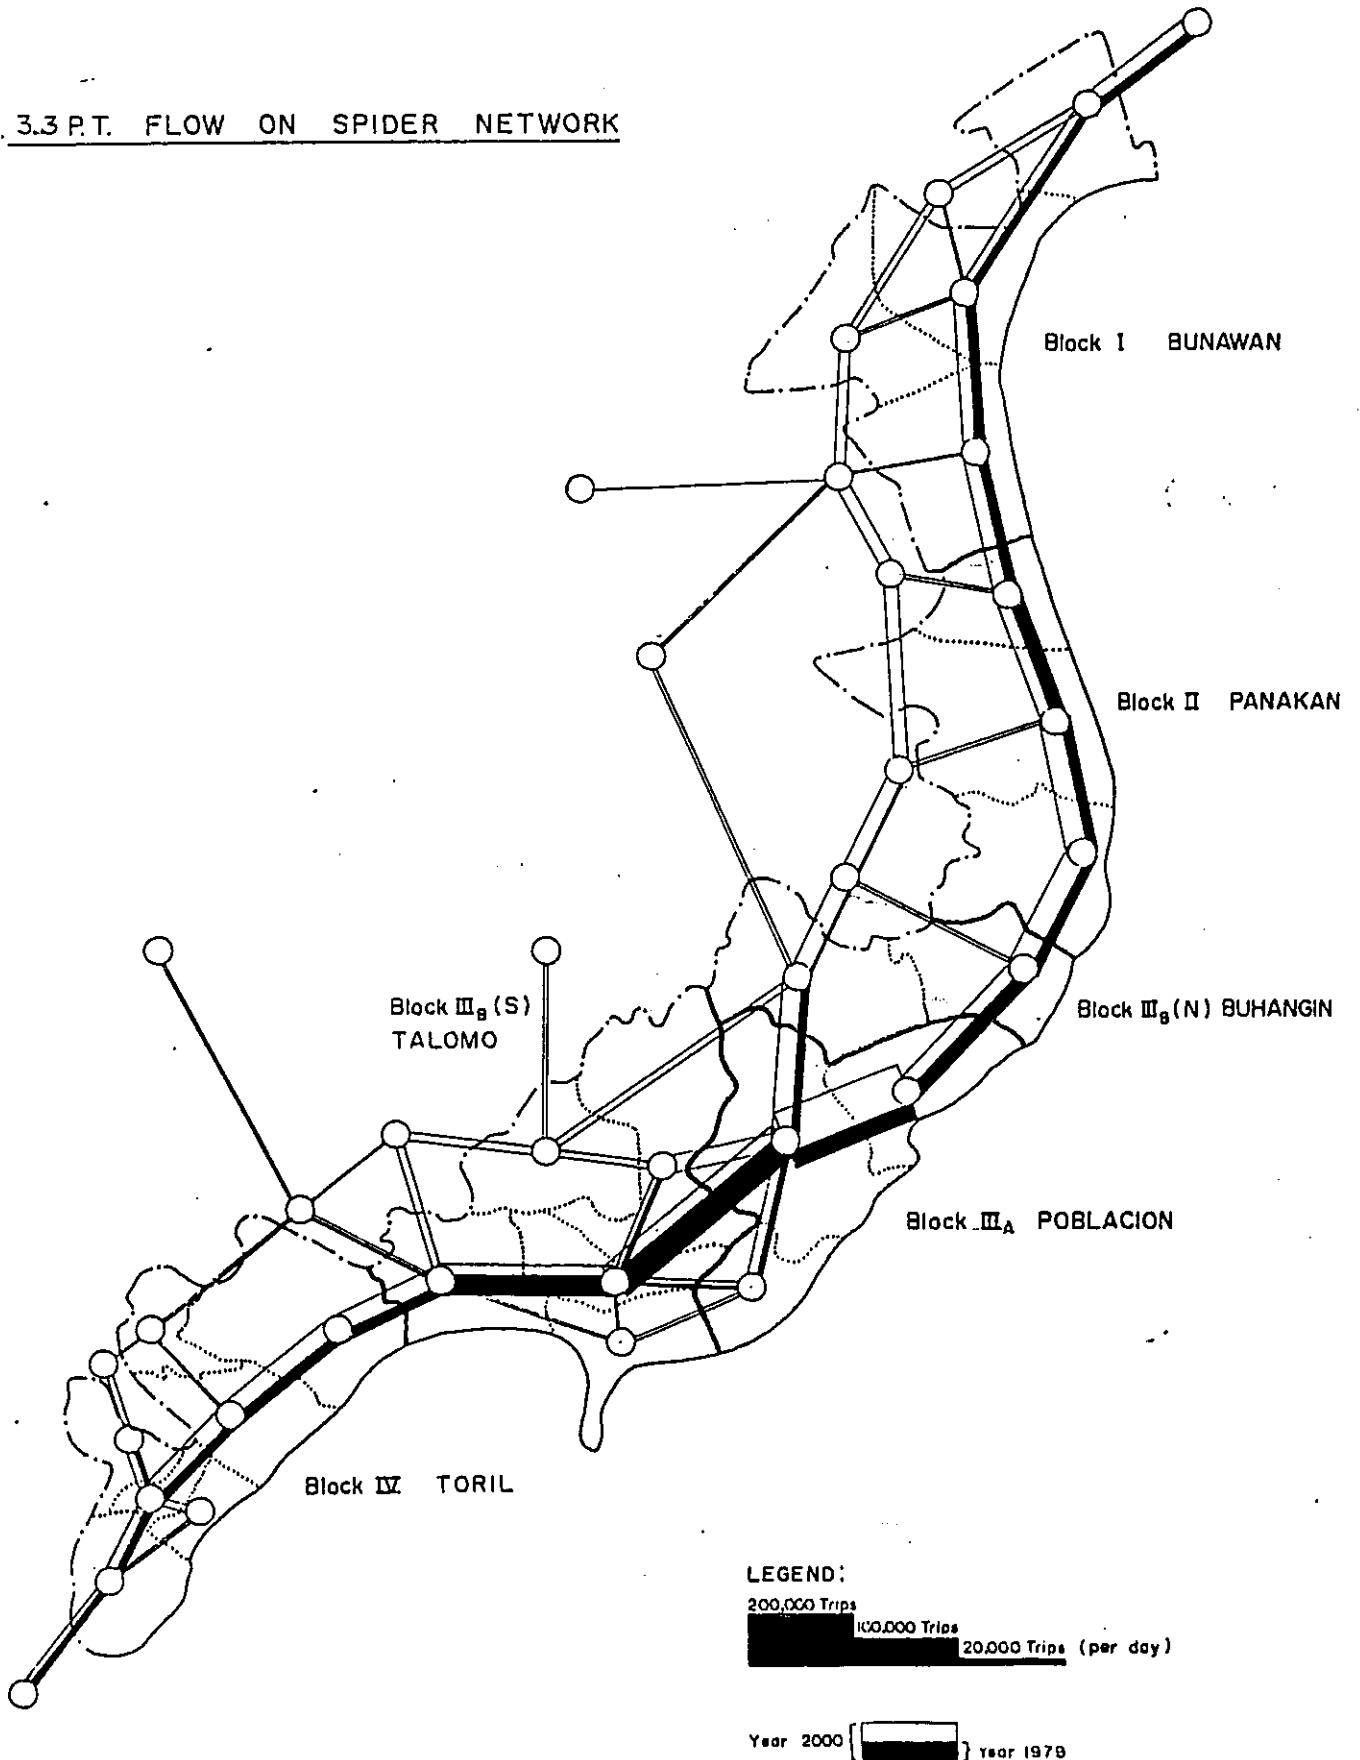 3.3 P.T. FLOW ON SPIDER NETWORK
Block I BUNAWAN
Block II PANAKAN
Block III B (S)
TALOMO
Block III B (N) BUHANGIN
Block III A POBLACION
Block IV TORIL
LEGEND:
200,000 Trips
100,000 Trips
20,000 Trips (per day)
Year 2000
Year 1979